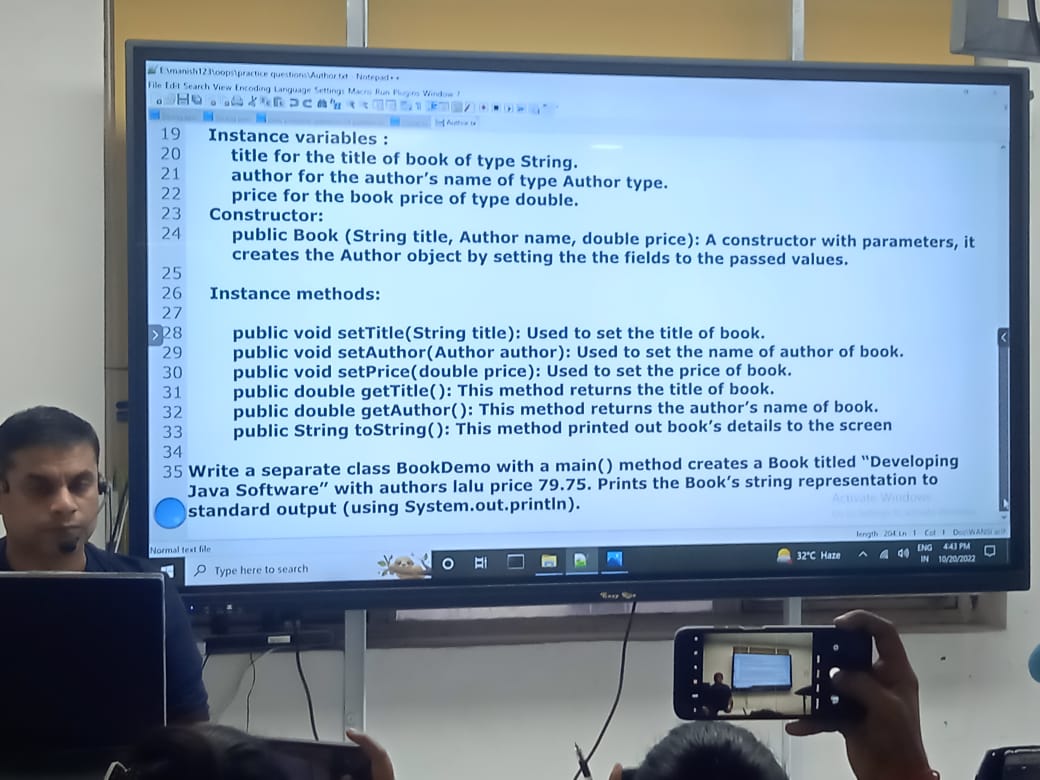 E:\manish123\oops\practice questions\Author.txt - Notepad++
File Edit Search View Encoding Language Settings Macro Run Plugins Window ?
Author.tx
19 Instance variables :
20 title for the title of book of type String.
21 author for the author's name of type Author type.
22 price for the book price of type double.
23 Constructor:
24 public Book (String title, Author name, double price): A constructor with parameters, it
creates the Author object by setting the the fields to the passed values.
25
26 Instance methods:
27
28 public void setTitle(String title): Used to set the title of book.
29 public void setAuthor(Author author): Used to set the name of author of book.
30 public void setPrice(double price): Used to set the price of book.
31 public double getTitle(): This method returns the title of book.
32 public double getAuthor(): This method returns the author's name of book.
33 public String toString(): This method printed out book's details to the screen
34
35 Write a separate class BookDemo with a main() method creates a Book titled "Developing
Java Software" with authors lalu price 79.75. Prints the Book's string representation to
standard output (using System.out.println).
Activate Windows
Normal text file
length
Ln 1 Col 1
Type here to search
32°C Haze
ENG
IN
4:43 PM
10/20/2022